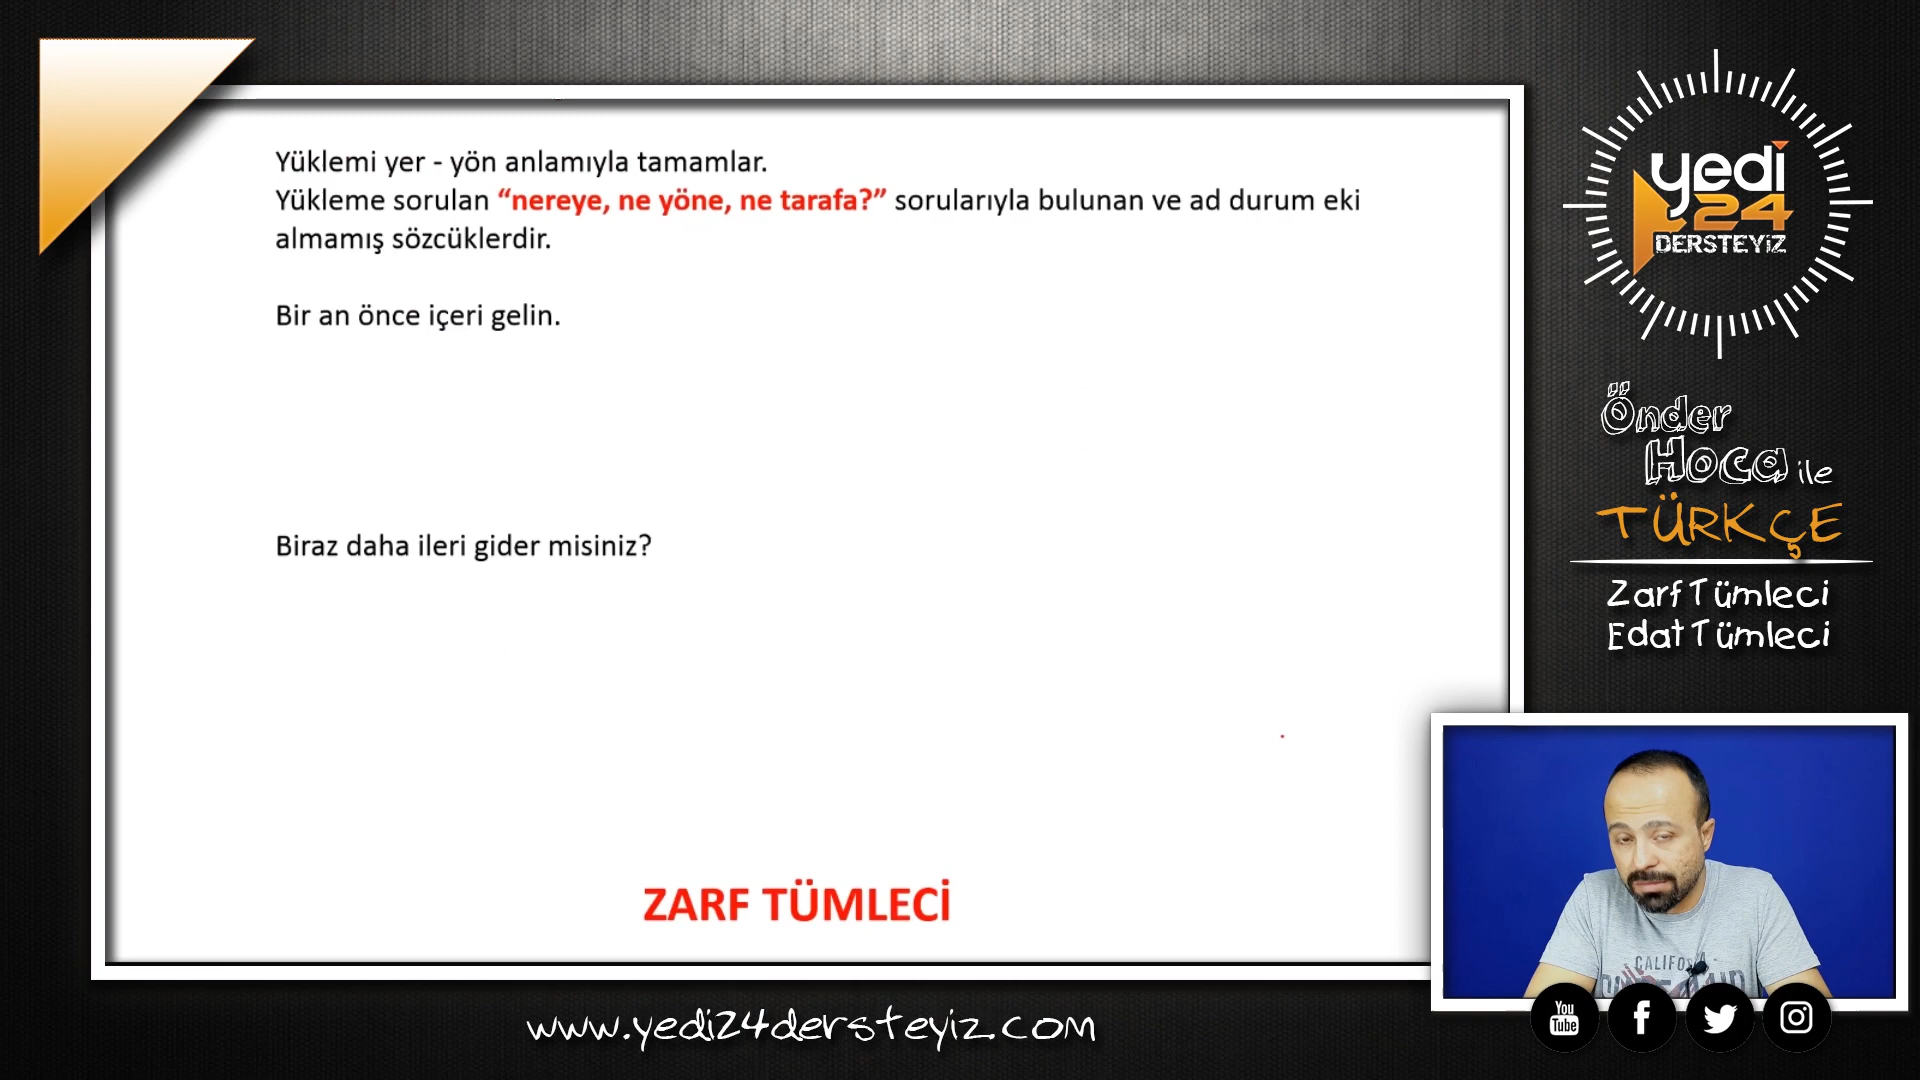 Yüklemi yer - yön anlamıyla tamamlar.
Yükleme sorulan “nereye, ne yöne, ne tarafa?” sorularıyla bulunan ve ad durum eki
almamış sözcüklerdir.
Bir an önce içeri gelin.
Biraz daha ileri gider misiniz?
ZARF TÜMLECİ
yedi
24
DERSTEYİZ
Önder
Hoca ile
TÜRKÇE
Zarf Tümleci
Edat Tümleci
You
Tube
www.yedi24dersteyiz.com